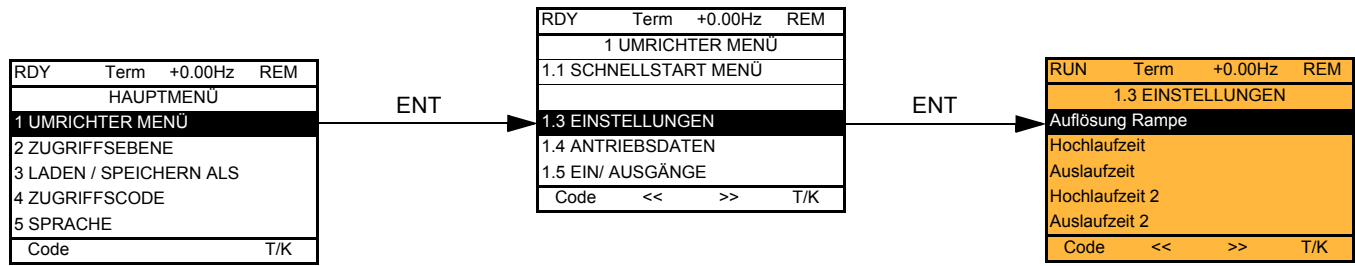 RDY Term +0.00Hz REM
HAUPTMENÜ
1 UMRICHTER MENÜ
2 ZUGRIFFSEBENE
3 LADEN / SPEICHERN ALS
4 ZUGRIFFSCODE
5 SPRACHE
Code T/K
ENT
RDY Term +0.00Hz REM
1 UMRICHTER MENÜ
1.1 SCHNELLSTART MENÜ
1.3 EINSTELLUNGEN
1.4 ANTRIEBSDATEN
1.5 EIN/ AUSGÄNGE
Code << >> T/K
ENT
RUN Term +0.00Hz REM
1.3 EINSTELLUNGEN
Auflösung Rampe
Hochlaufzeit
Auslaufzeit
Hochlaufzeit 2
Auslaufzeit 2
Code << >> T/K